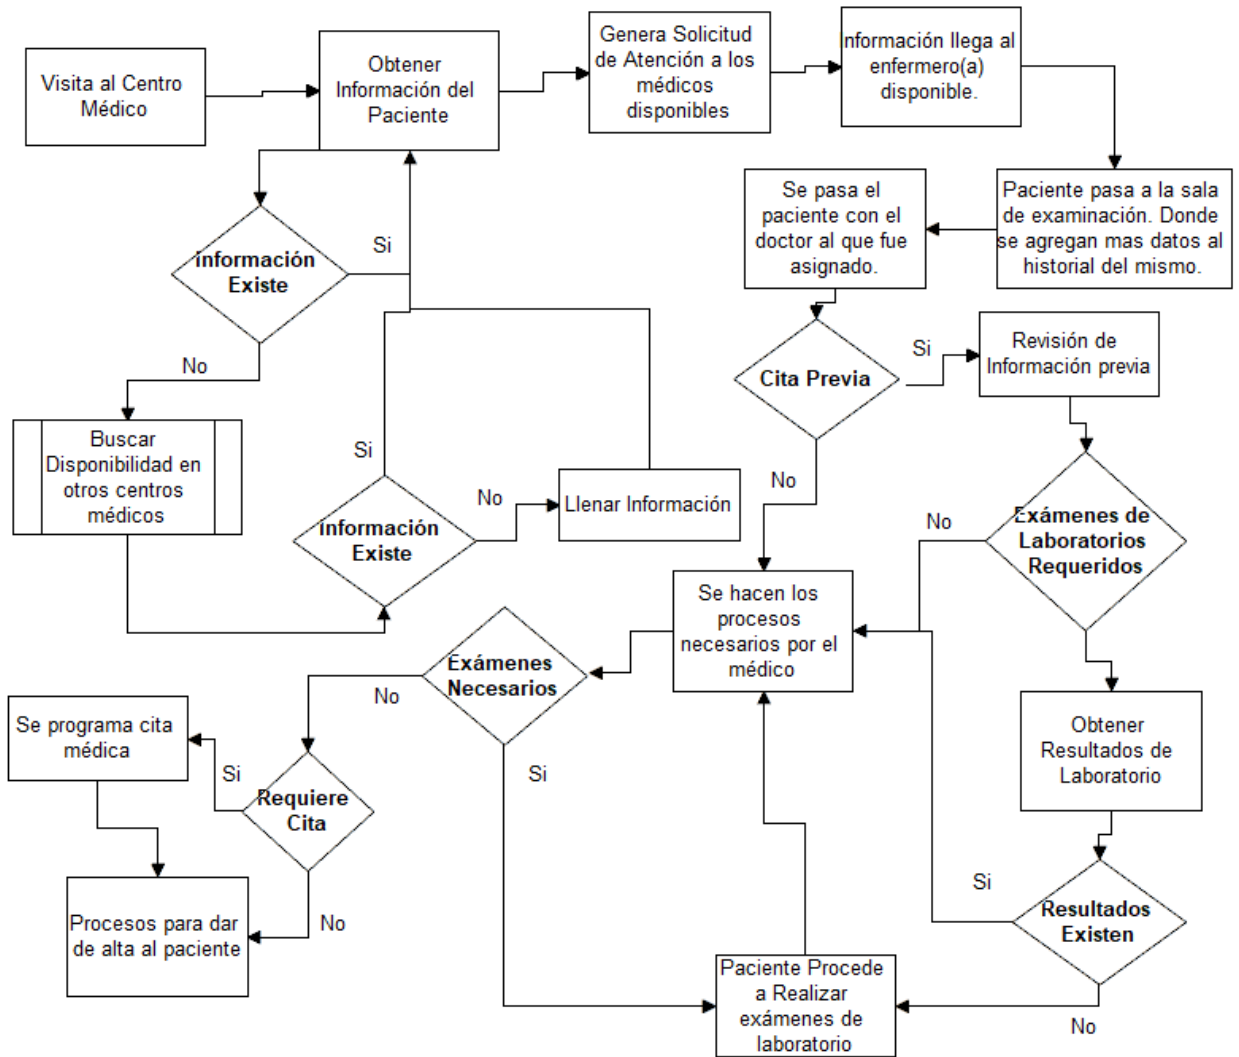 Visita al Centro
Médico
Obtener
Información del
Paciente
Genera Solicitud
de Atención a los
médicos
disponibles
Información llega al
enfermero(a)
disponible.
Se pasa el
paciente con el
doctor al que fue
asignado.
Paciente pasa a la sala
de examinación. Donde
se agregan mas datos al
historial del mismo.
Información
Existe
Si
No
Cita Previa
Si
No
Revisión de
Información previa
Buscar
Disponibilidad en
otros centros
médicos
Si
Información
Existe
No
Llenar Información
No
Exámenes de
Laboratorios
Requeridos
Se hacen los
procesos
necesarios por el
médico
Exámenes
Necesarios
No
Si
Se programa cita
médica
Si
Requiere
Cita
No
Procesos para dar
de alta al paciente
Obtener
Resultados de
Laboratorio
Si
Resultados
Existen
No
Paciente Procede
a Realizar
exámenes de
laboratorio